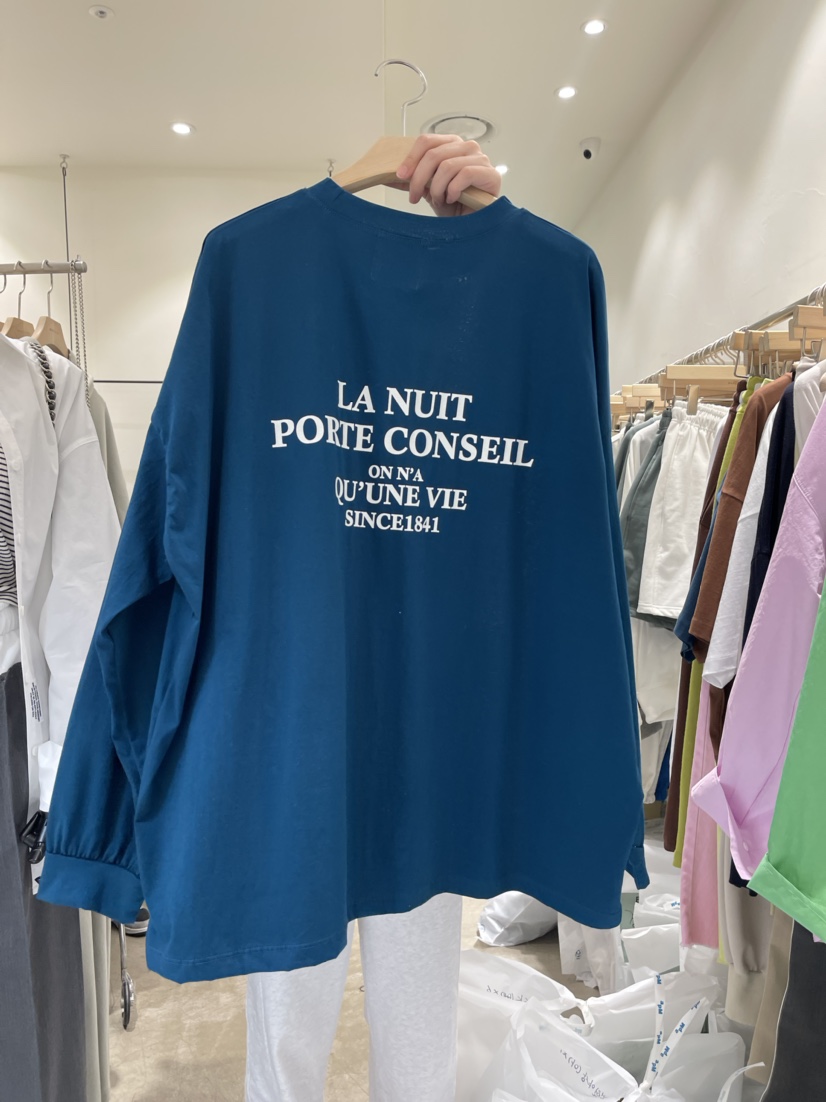 LA NUIT
PORTE CONSEIL
ON N'A
QU'UNE VIE
SINCE1841